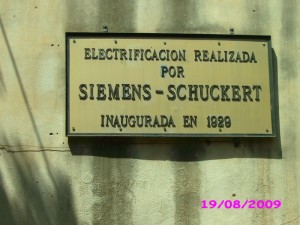 ELECTRIFICACION REALIZADA
POR
SIEMENS-SCHUCKERT
INAUGURADA EN 1929
19/08/2009